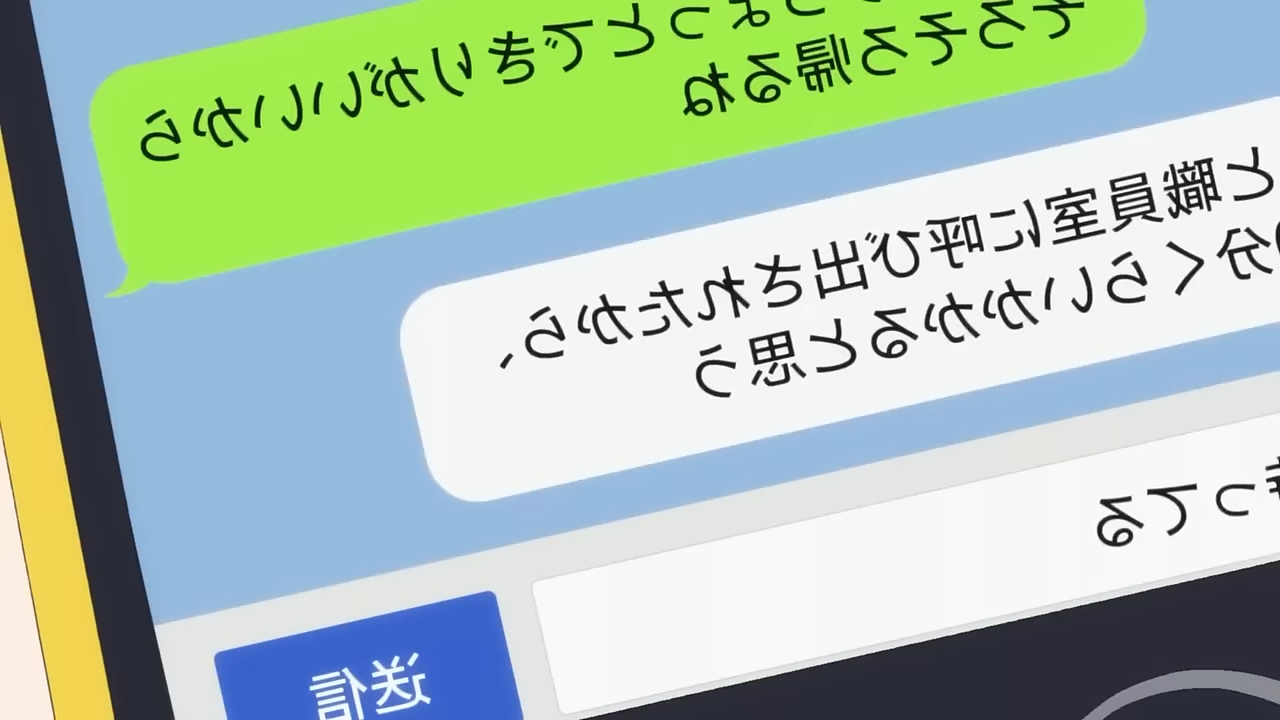 ょっとできりがいいから
そろそろ帰るね
と職員室に呼び出されたから、
分くらいかかると思う
ってる
送信